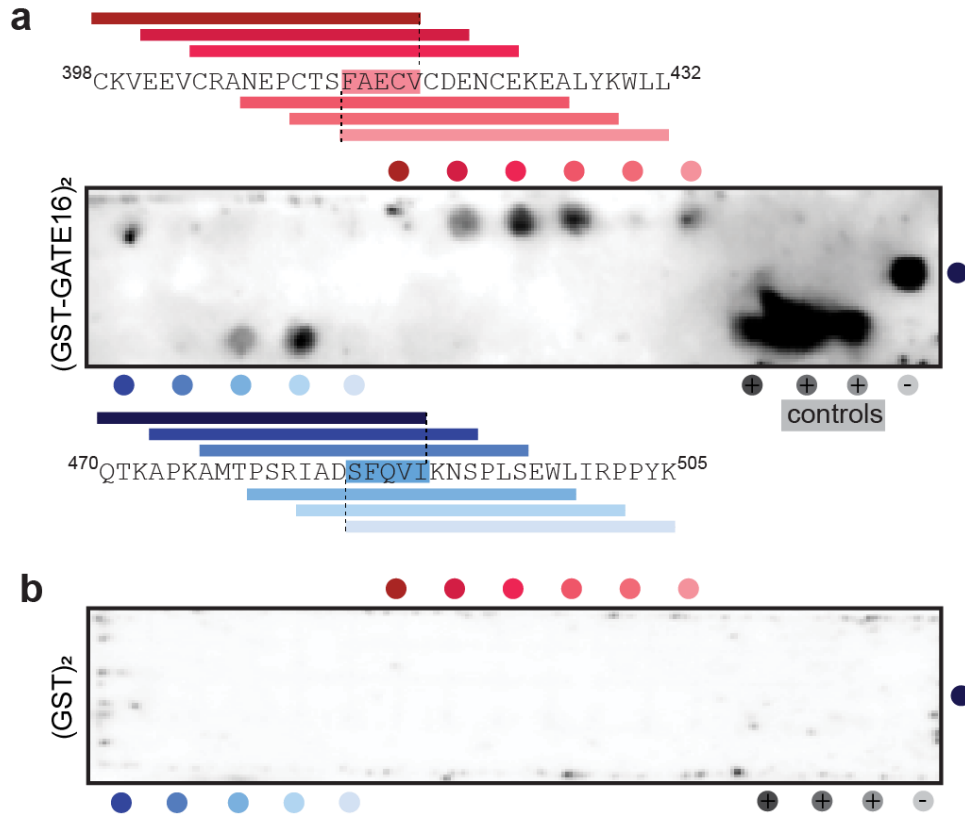 a
398CKVEEVCRANEPCTSFAECVCDENCEKEALYKWLL432
(GST-GATE16)₂
+ + + -
controls
470QTKAPKAMTPSRIADSFQVIKNSPLSEWLIRPPYK505
b
(GST)₂
+ + + -